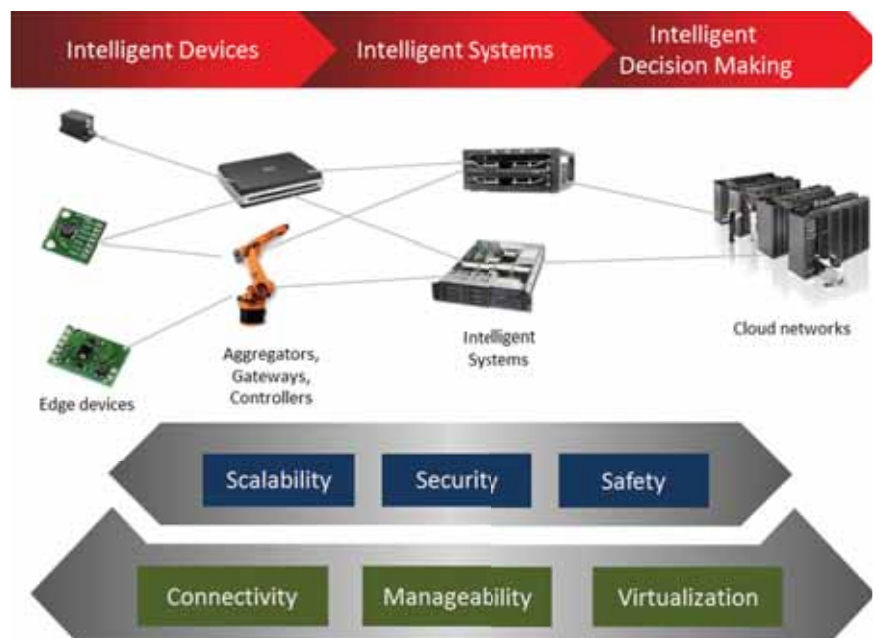 Intelligent Devices
Intelligent Systems
Intelligent
Decision Making
Edge devices
Aggregators,
Gateways,
Controllers
Intelligent
Systems
Cloud networks
Scalability
Security
Safety
Connectivity
Manageability
Virtualization